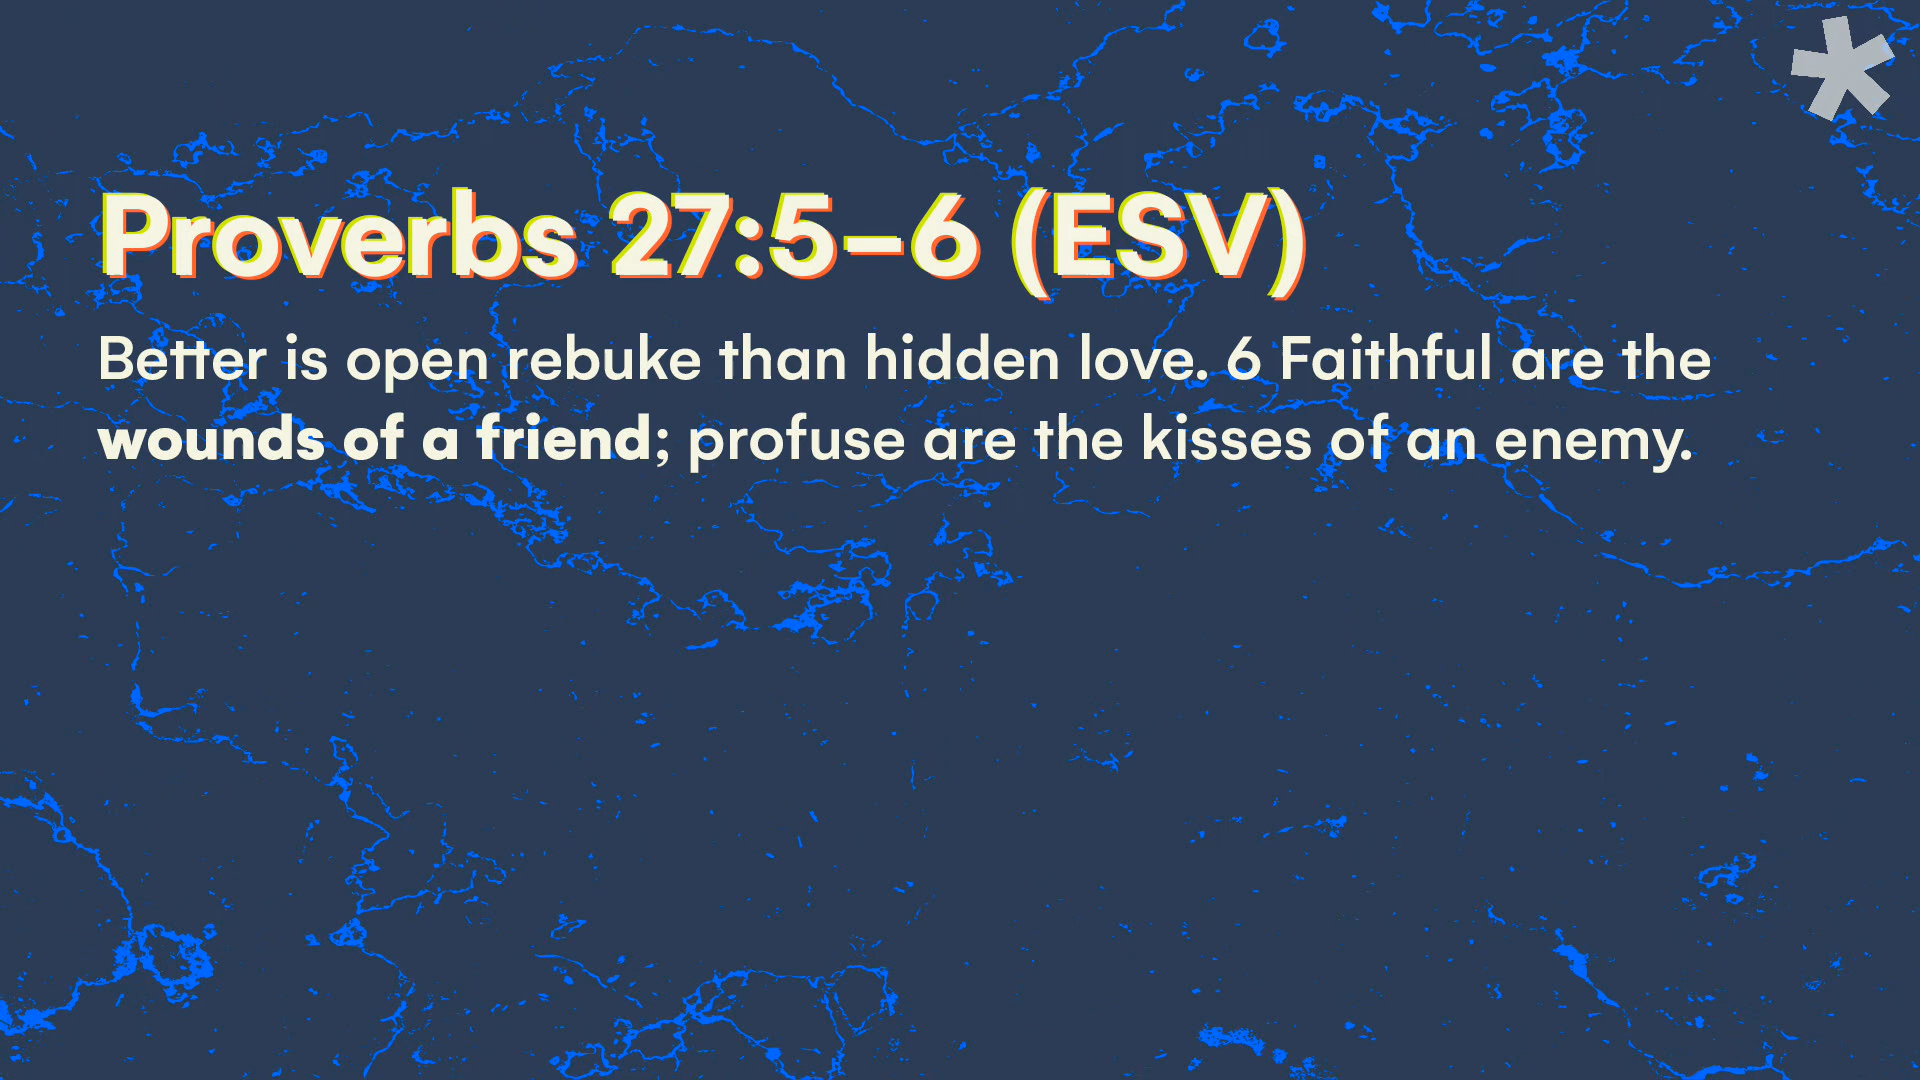 Proverbs 27:5–6 (ESV)
Better is open rebuke than hidden love. 6 Faithful are the
wounds of a friend; profuse are the kisses of an enemy.